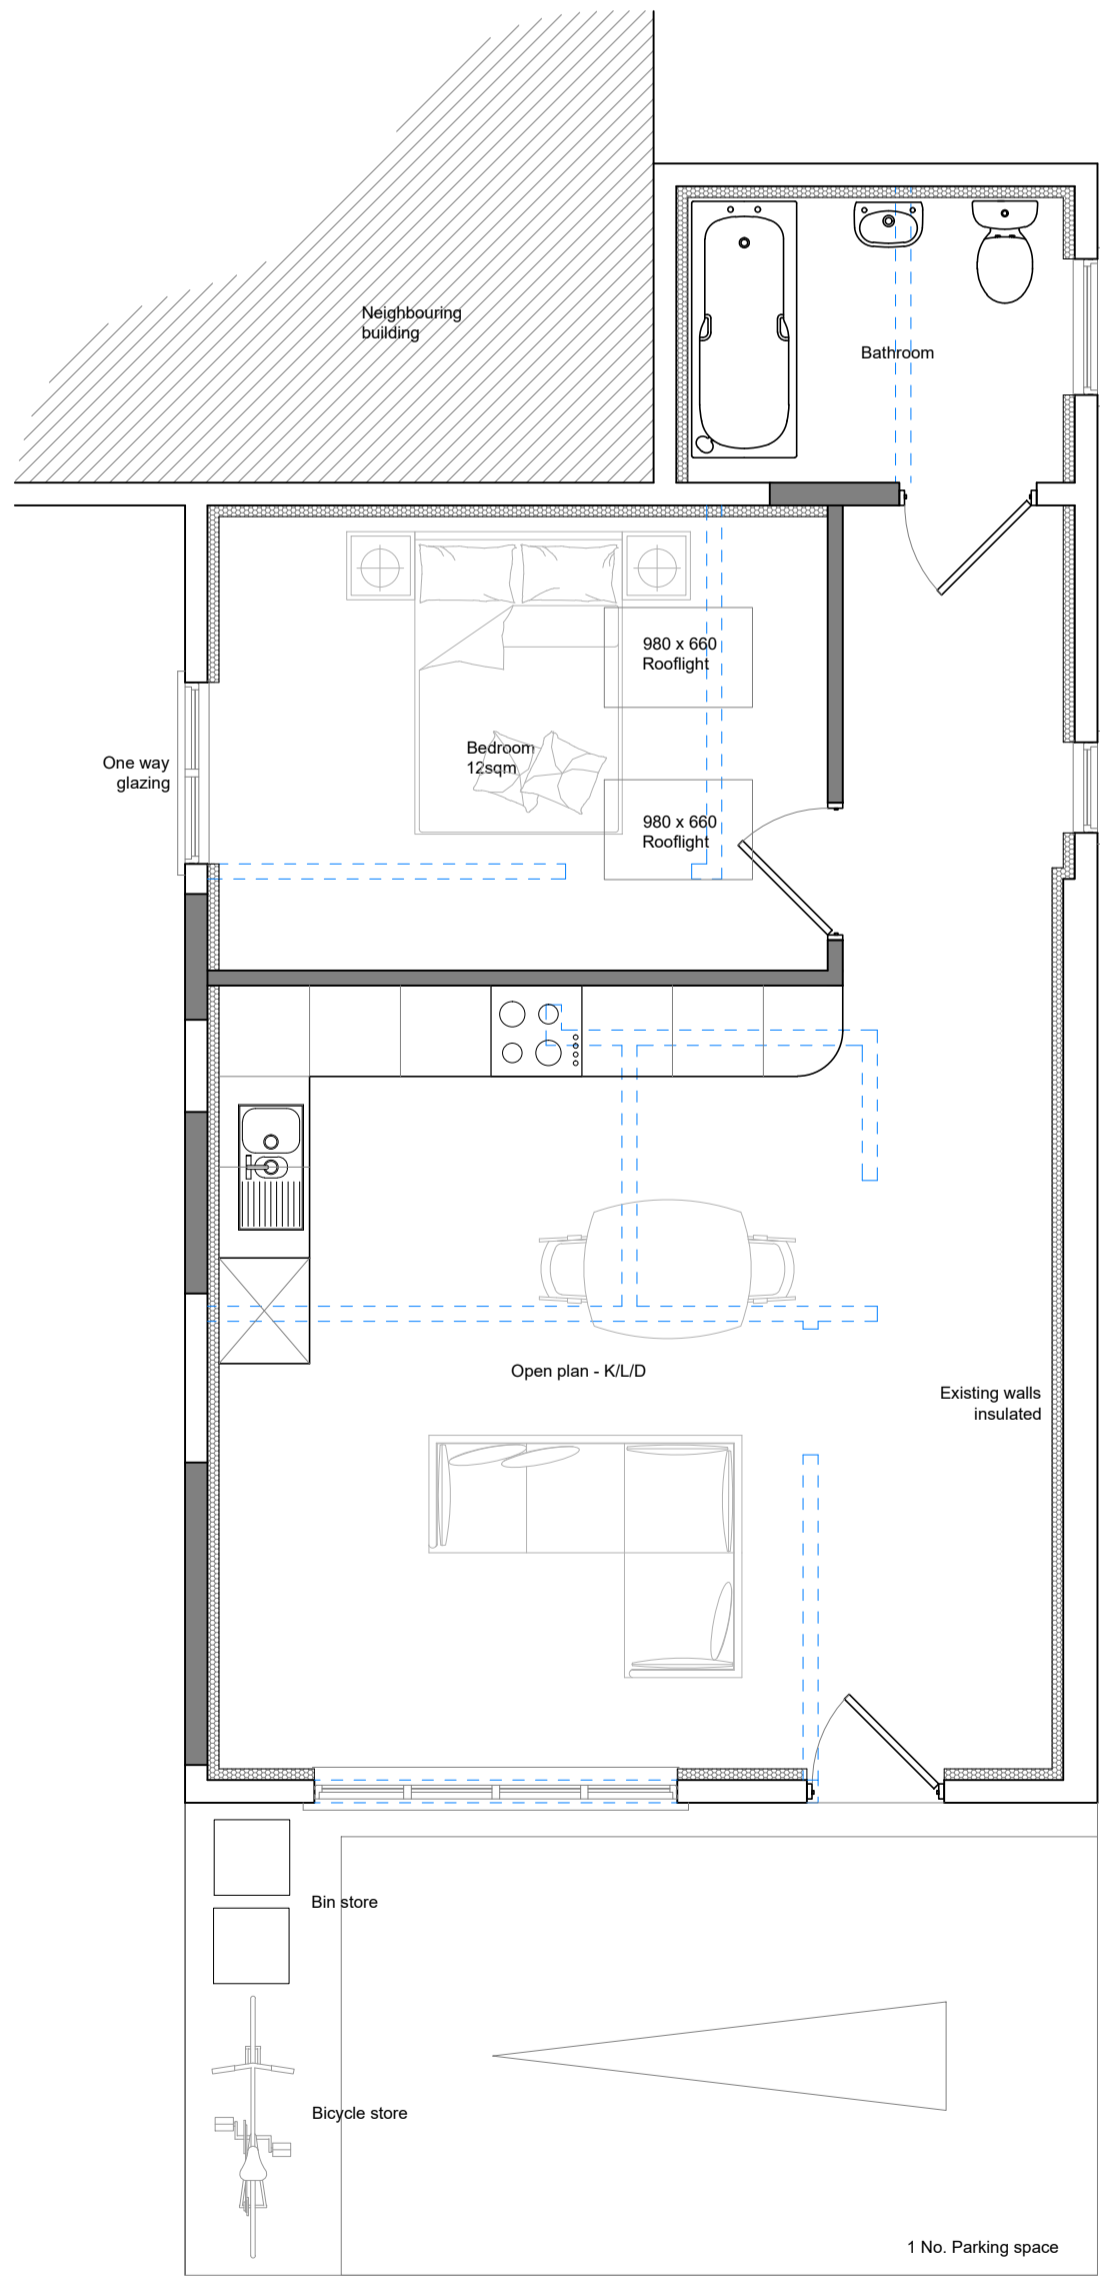 Neighbouring
building
Bathroom
980 x 660
Rooflight
One way
glazing
Bedroom
12sqm
980 x 660
Rooflight
Open plan - K/L/D
Existing walls
insulated
Bin store
Bicycle store
1 No. Parking space